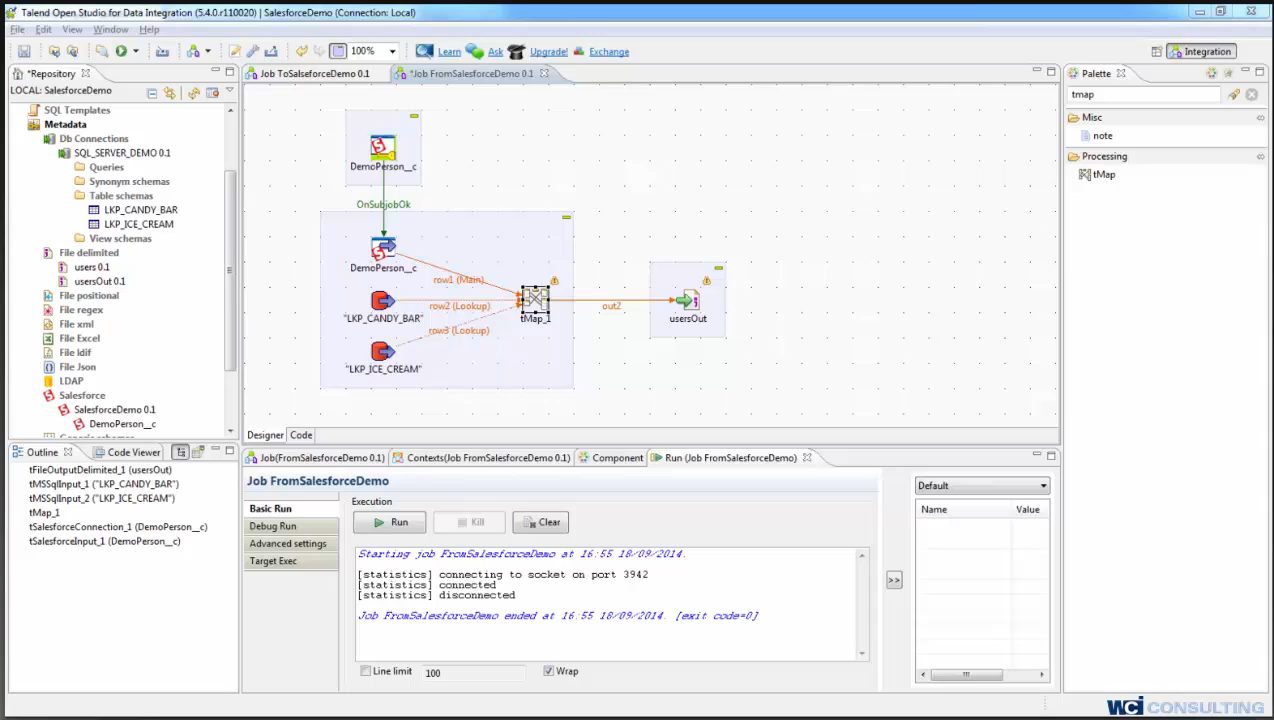 Talend Open Studio for Data Integration (5.4.0.r110020) | SalesforceDemo (Connection: Local)
File Edit View Window Help
100% Learn Ask Upgrade! Exchange Integration
*Repository
LOCAL: SalesforceDemo
SQL Templates
Metadata
Db Connections
SQL_SERVER_DEMO 0.1
Queries
Synonym schemas
Table schemas
LKP_CANDY_BAR
LKP_ICE_CREAM
View schemas
File delimited
users 0.1
usersOut 0.1
File positional
File regex
File xml
File Excel
File ldif
File Json
LDAP
Salesforce
SalesforceDemo 0.1
DemoPerson__c
Generic schemas
Outline Code Viewer
tFileOutputDelimited_1 (usersOut)
tMSSqlInput_1 ("LKP_CANDY_BAR")
tMSSqlInput_2 ("LKP_ICE_CREAM")
tMap_1
tSalesforceConnection_1 (DemoPerson__c)
tSalesforceInput_1 (DemoPerson__c)
Job ToSalseforceDemo 0.1 *Job FromSalesforceDemo 0.1
DemoPerson__c
OnSubjobOk
DemoPerson__c
row1 (Main)
row2 (Lookup)
"LKP_CANDY_BAR"
row3 (Lookup)
"LKP_ICE_CREAM"
tMap_1
out2
usersOut
Designer Code
Job(FromSalesforceDemo 0.1) Contexts(Job FromSalesforceDemo 0.1) Component Run (Job FromSalesforceDemo)
Job FromSalesforceDemo
Basic Run
Debug Run
Advanced settings
Target Exec
Execution
Run Kill Clear
Starting job FromSalesforceDemo at 16:55 18/09/2014.
[statistics] connecting to socket on port 3942
[statistics] connected
[statistics] disconnected
Job FromSalesforceDemo ended at 16:55 18/09/2014. [exit code=0]
Line limit 100 Wrap
>>
Default
Name Value
Palette
tmap
Misc
note
Processing
tMap
WCI CONSULTING